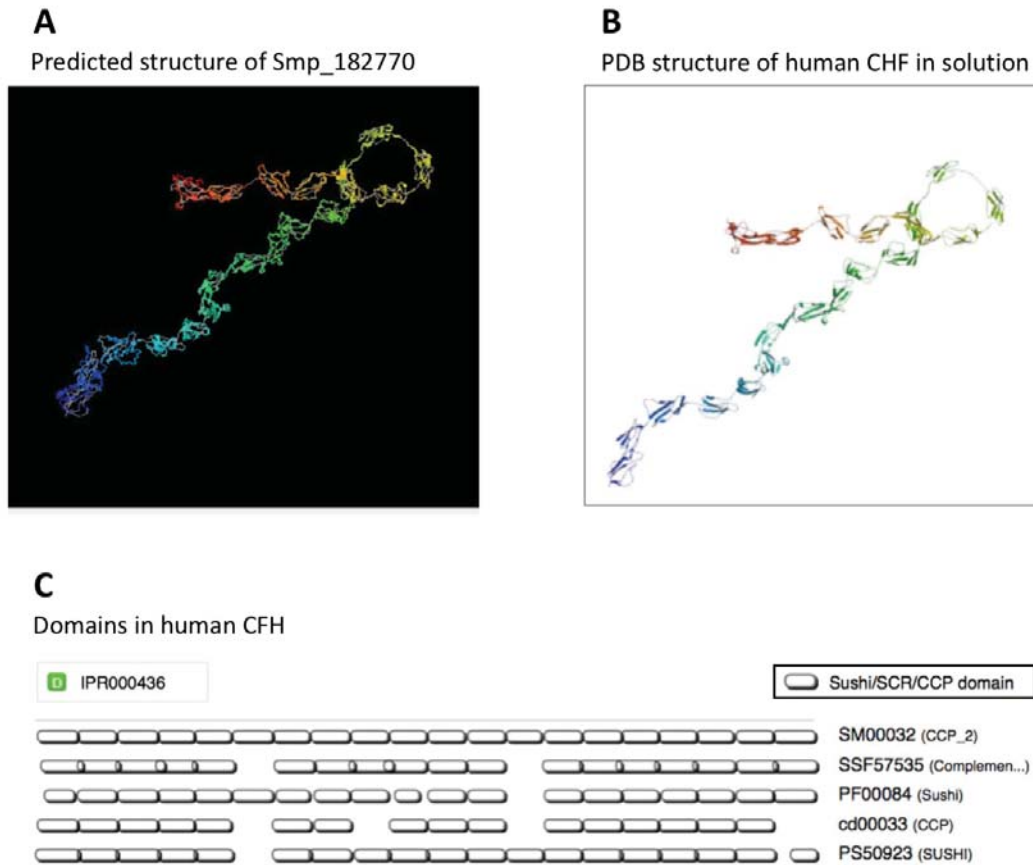 A
Predicted structure of Smp_182770
B
PDB structure of human CHF in solution
C
Domains in human CFH
D IPR000436
Sushi/SCR/CCP domain
SM00032 (CCP_2)
SSF57535 (Complemen...)
PF00084 (Sushi)
cd00033 (CCP)
PS50923 (SUSHI)